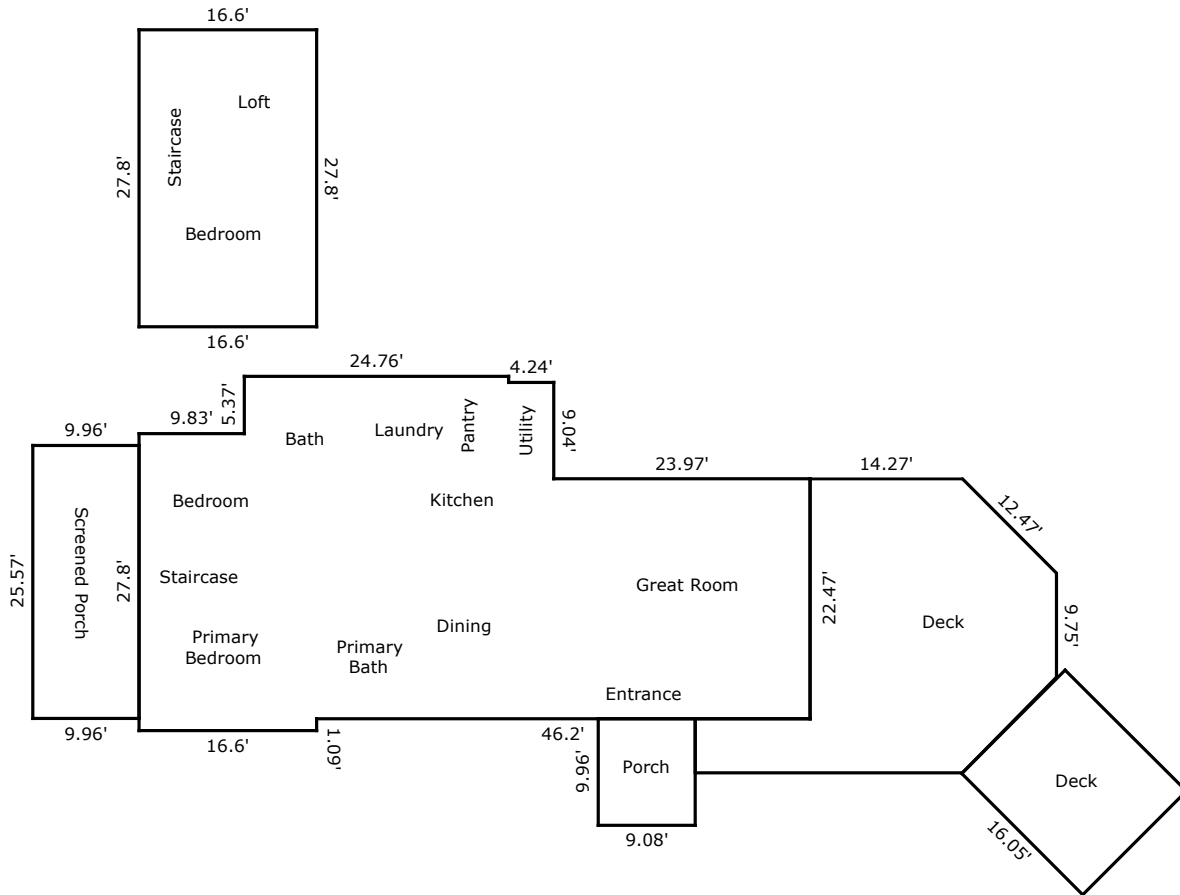 16.6'
Loft
Staircase
27.8'
27.8'
Bedroom
16.6'
24.76'
4.24'
5.37'
9.83'
9.04'
9.96'
Bath
Laundry
Pantry
Utility
23.97'
14.27'
12.47'
Bedroom
Kitchen
Screened Porch
25.57'
27.8'
Staircase
Great Room
22.47'
Deck
9.75'
Primary
Bedroom
Primary
Bath
Dining
Entrance
9.96'
16.6'
1.09'
46.2'
9.96'
Porch
9.08'
Deck
16.05'